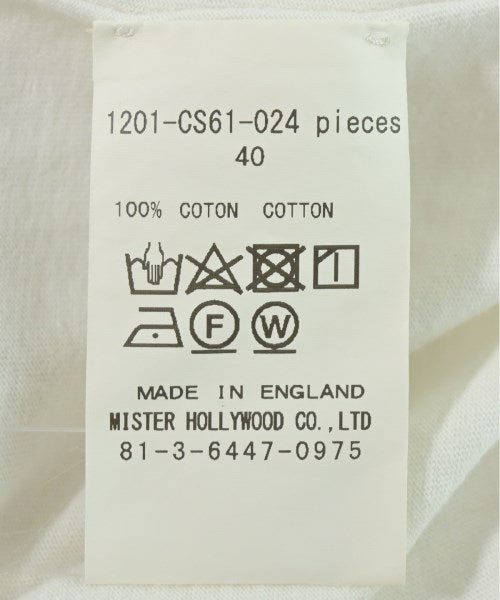 1201-CS61-024 pieces
40
100% COTON COTTON
F W
MADE IN ENGLAND
MISTER HOLLYWOOD CO.,LTD
81-3-6447-0975